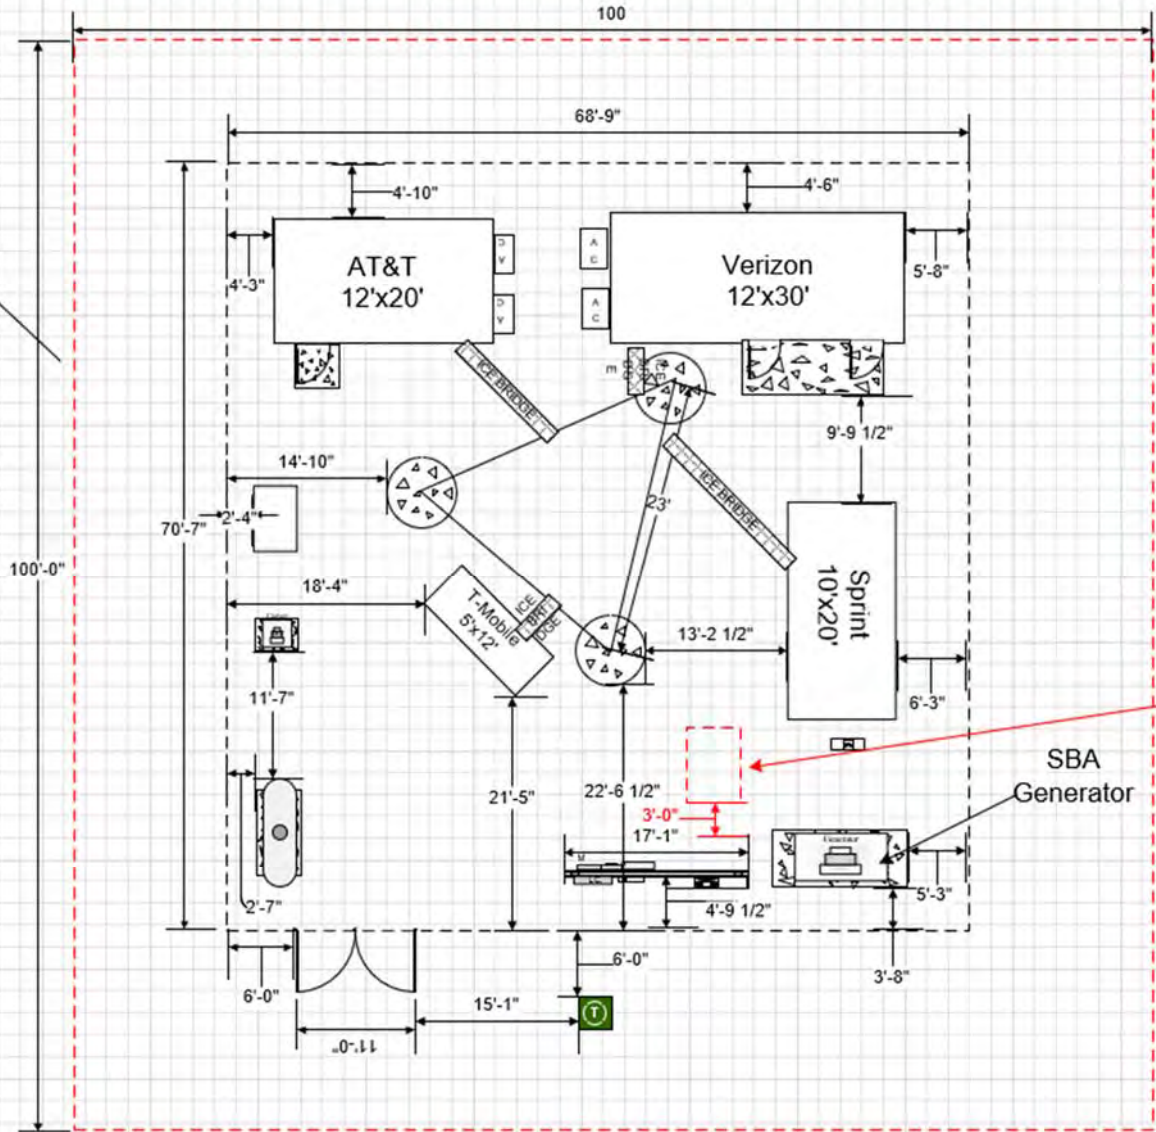 100
68'-9"
4'-10"
4'-6"
4'-3"
AT&T
12'x20'
Verizon
12'x30'
5'-8"
A
C
A
C
A
C
A
C
ICE BRIDGE
9'-9 1/2"
14'-10"
ICE BRIDGE
23'
2'-4"
70'-7"
100'-0"
18'-4"
T-Mobile
5'x12'
ICE
BRI
DGE
Sprint
10'x20'
13'-2 1/2"
6'-3"
11'-7"
SBA
Generator
21'-5"
22'-6 1/2"
3'-0"
17'-1"
5'-3"
2'-7"
4'-9 1/2"
6'-0"
3'-8"
6'-0"
15'-1"
T
11'-0"